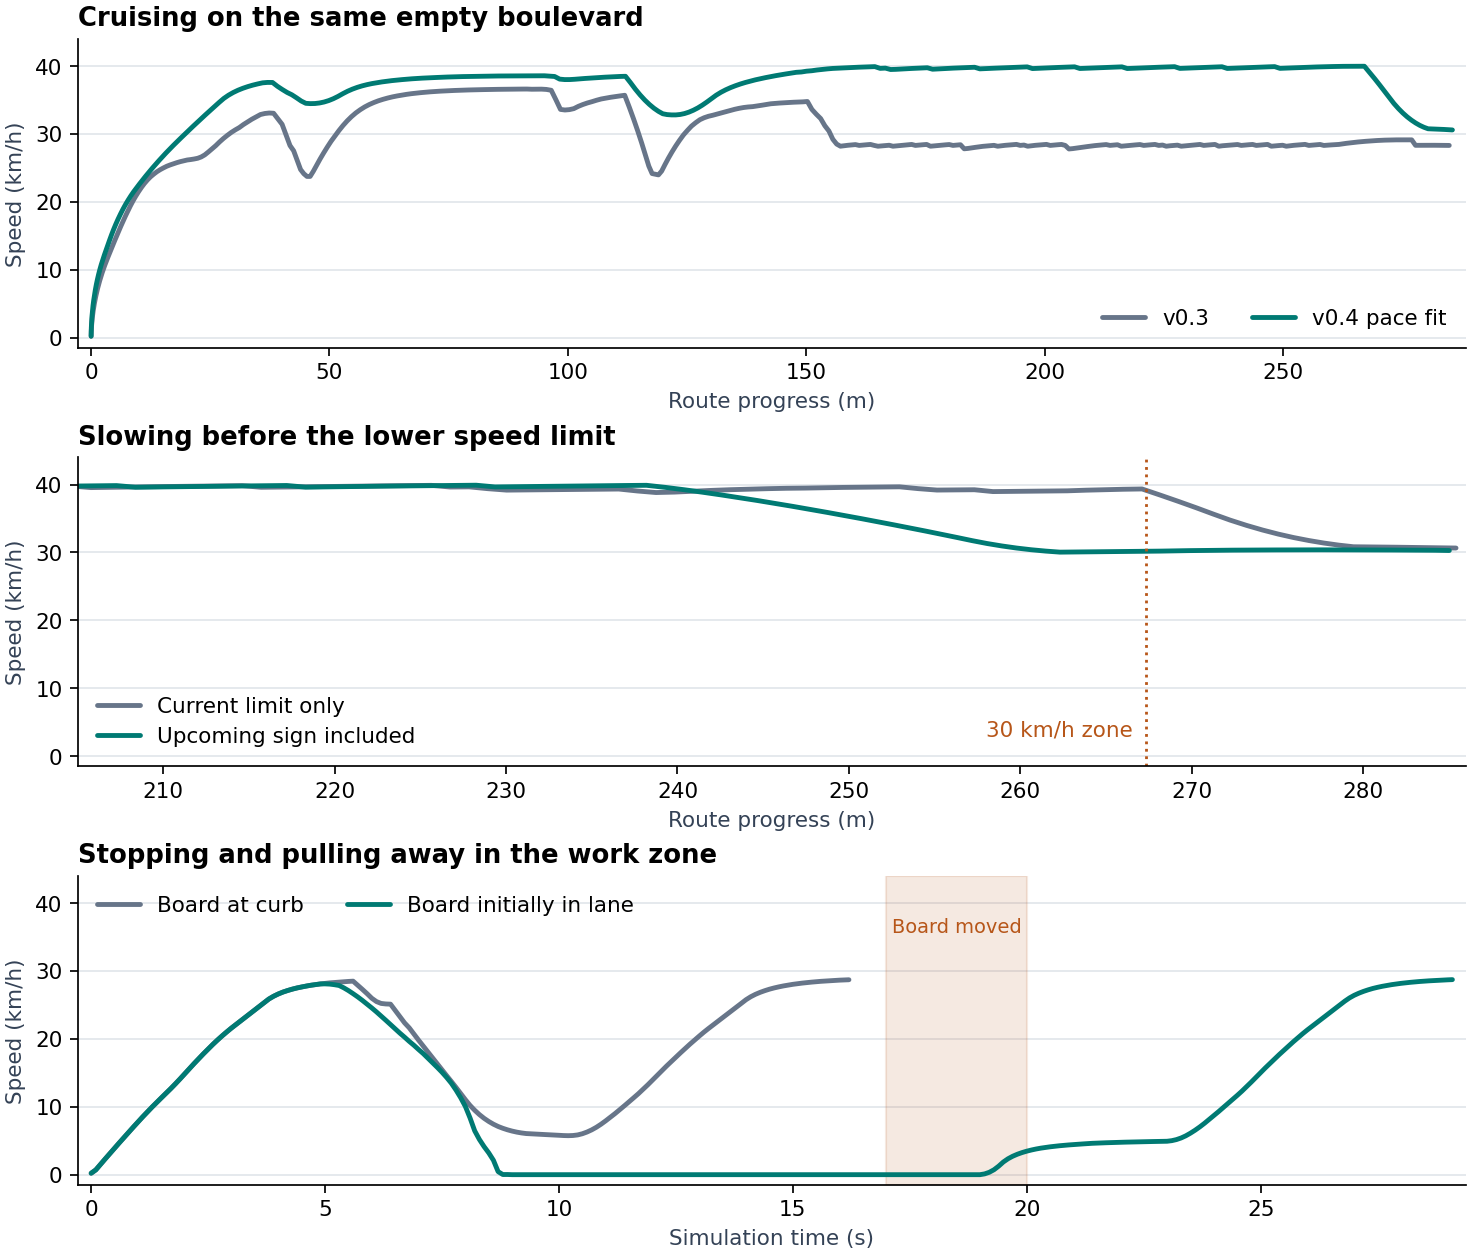 Cruising on the same empty boulevard
40
30
20
10
0
Speed (km/h)
v0.3
v0.4 pace fit
0 50 100 150 200 250
Route progress (m)
Slowing before the lower speed limit
40
30
20
10
0
Speed (km/h)
Current limit only
Upcoming sign included
30 km/h zone
210 220 230 240 250 260 270 280
Route progress (m)
Stopping and pulling away in the work zone
40
30
20
10
0
Speed (km/h)
Board at curb
Board initially in lane
Board moved
0 5 10 15 20 25
Simulation time (s)